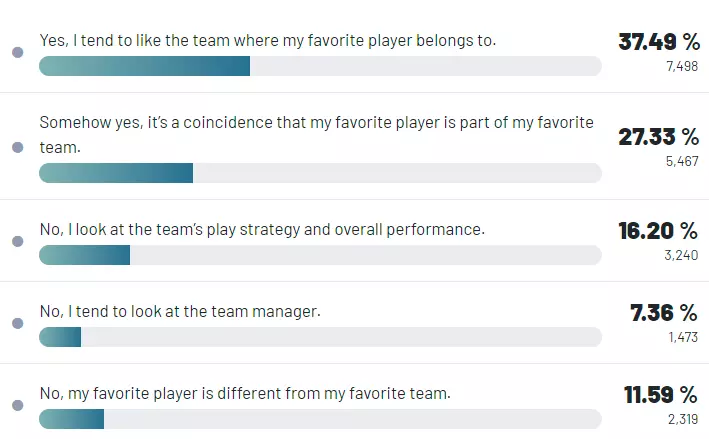 Yes, I tend to like the team where my favorite player belongs to.
37.49 %
7,498
Somehow yes, it’s a coincidence that my favorite player is part of my favorite
team.
27.33 %
5,467
No, I look at the team’s play strategy and overall performance.
16.20 %
3,240
No, I tend to look at the team manager.
7.36 %
1,473
No, my favorite player is different from my favorite team.
11.59 %
2,319